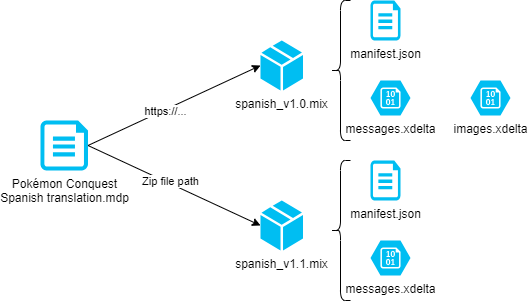 manifest.json
10
01
10
01
https://...
spanish_v1.0.mix
messages.xdelta
images.xdelta
Pokémon Conquest
Spanish translation.mdp
Zip file path
manifest.json
spanish_v1.1.mix
10
01
messages.xdelta